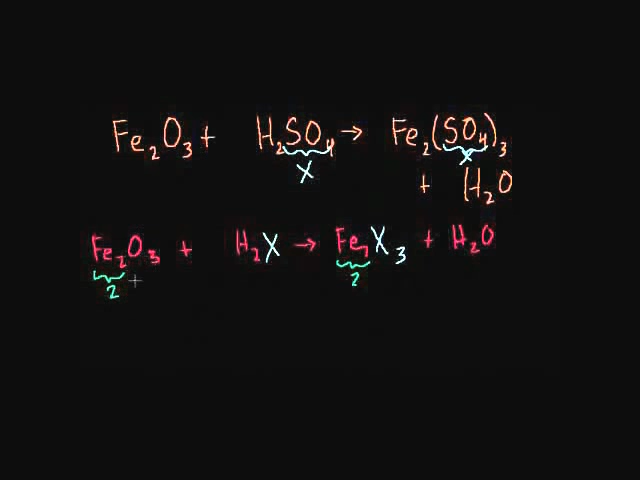 Fe₂O₃ + H₂SO₄ → Fe₂(SO₄)₃
X X
+ H₂O
Fe₂O₃ + H₂X → Fe₂X₃ + H₂O
2 2